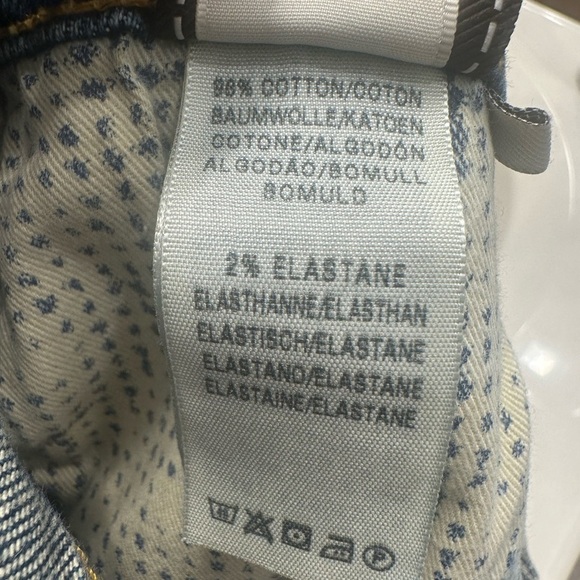 98% COTTON/COTON
BAUMWOLLE/KATOEN
COTONE/ALGODÓN
ALGODÃO/BOMULL
BOMULD
2% ELASTANE
ELASTHANNE/ELASTHAN
ELASTISCH/ELASTANE
ELASTANO/ELASTANE
ELASTAINE/ELASTANE
P